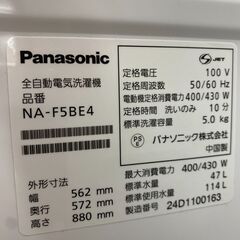 Panasonic
全自動電気洗濯機
品番
NA-F5BE4
外形寸法
幅 562 mm
奥行 572 mm
高さ 880 mm
JET
定格電圧 100 V
定格周波数 50/60 Hz
電動機定格消費電力 400/430 W
定格時間 洗い 10 分
標準洗濯容量 5.0 kg
PS E
パナソニック株式会社
中国製
標準消費電力 400/430 W
標準水量 47 L
標準使用水量 114 L
製造番号 24D1100163